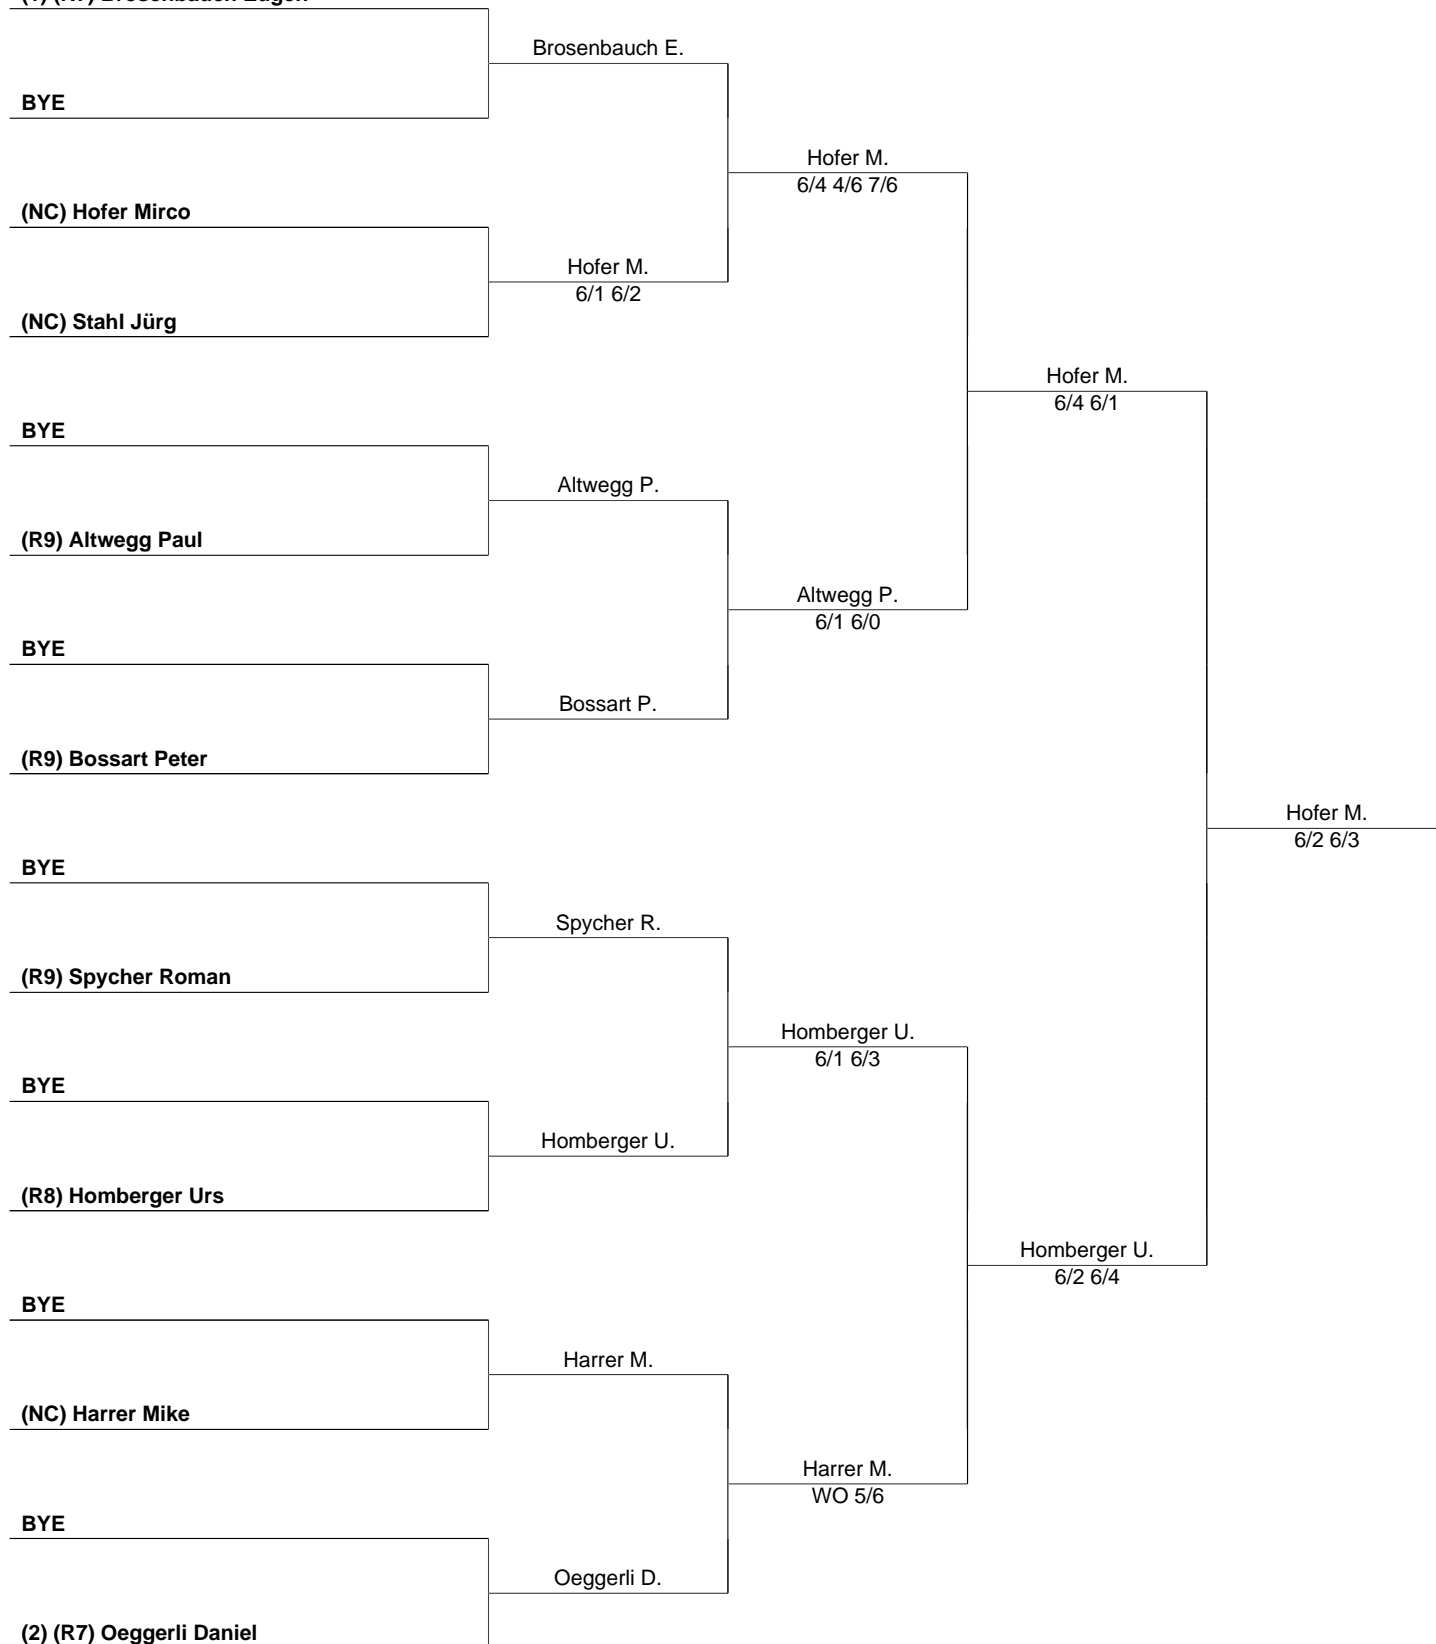 Brosenbauch E.
BYE
Hofer M.
6/4 4/6 7/6
(NC) Hofer Mirco
Hofer M.
6/1 6/2
(NC) Stahl Jürg
Hofer M.
6/4 6/1
BYE
Altwegg P.
(R9) Altwegg Paul
Altwegg P.
6/1 6/0
BYE
Bossart P.
(R9) Bossart Peter
Hofer M.
6/2 6/3
BYE
Spycher R.
(R9) Spycher Roman
Homberger U.
6/1 6/3
BYE
Homberger U.
(R8) Homberger Urs
Homberger U.
6/2 6/4
BYE
Harrer M.
(NC) Harrer Mike
Harrer M.
WO 5/6
BYE
Oeggerli D.
(2) (R7) Oeggerli Daniel